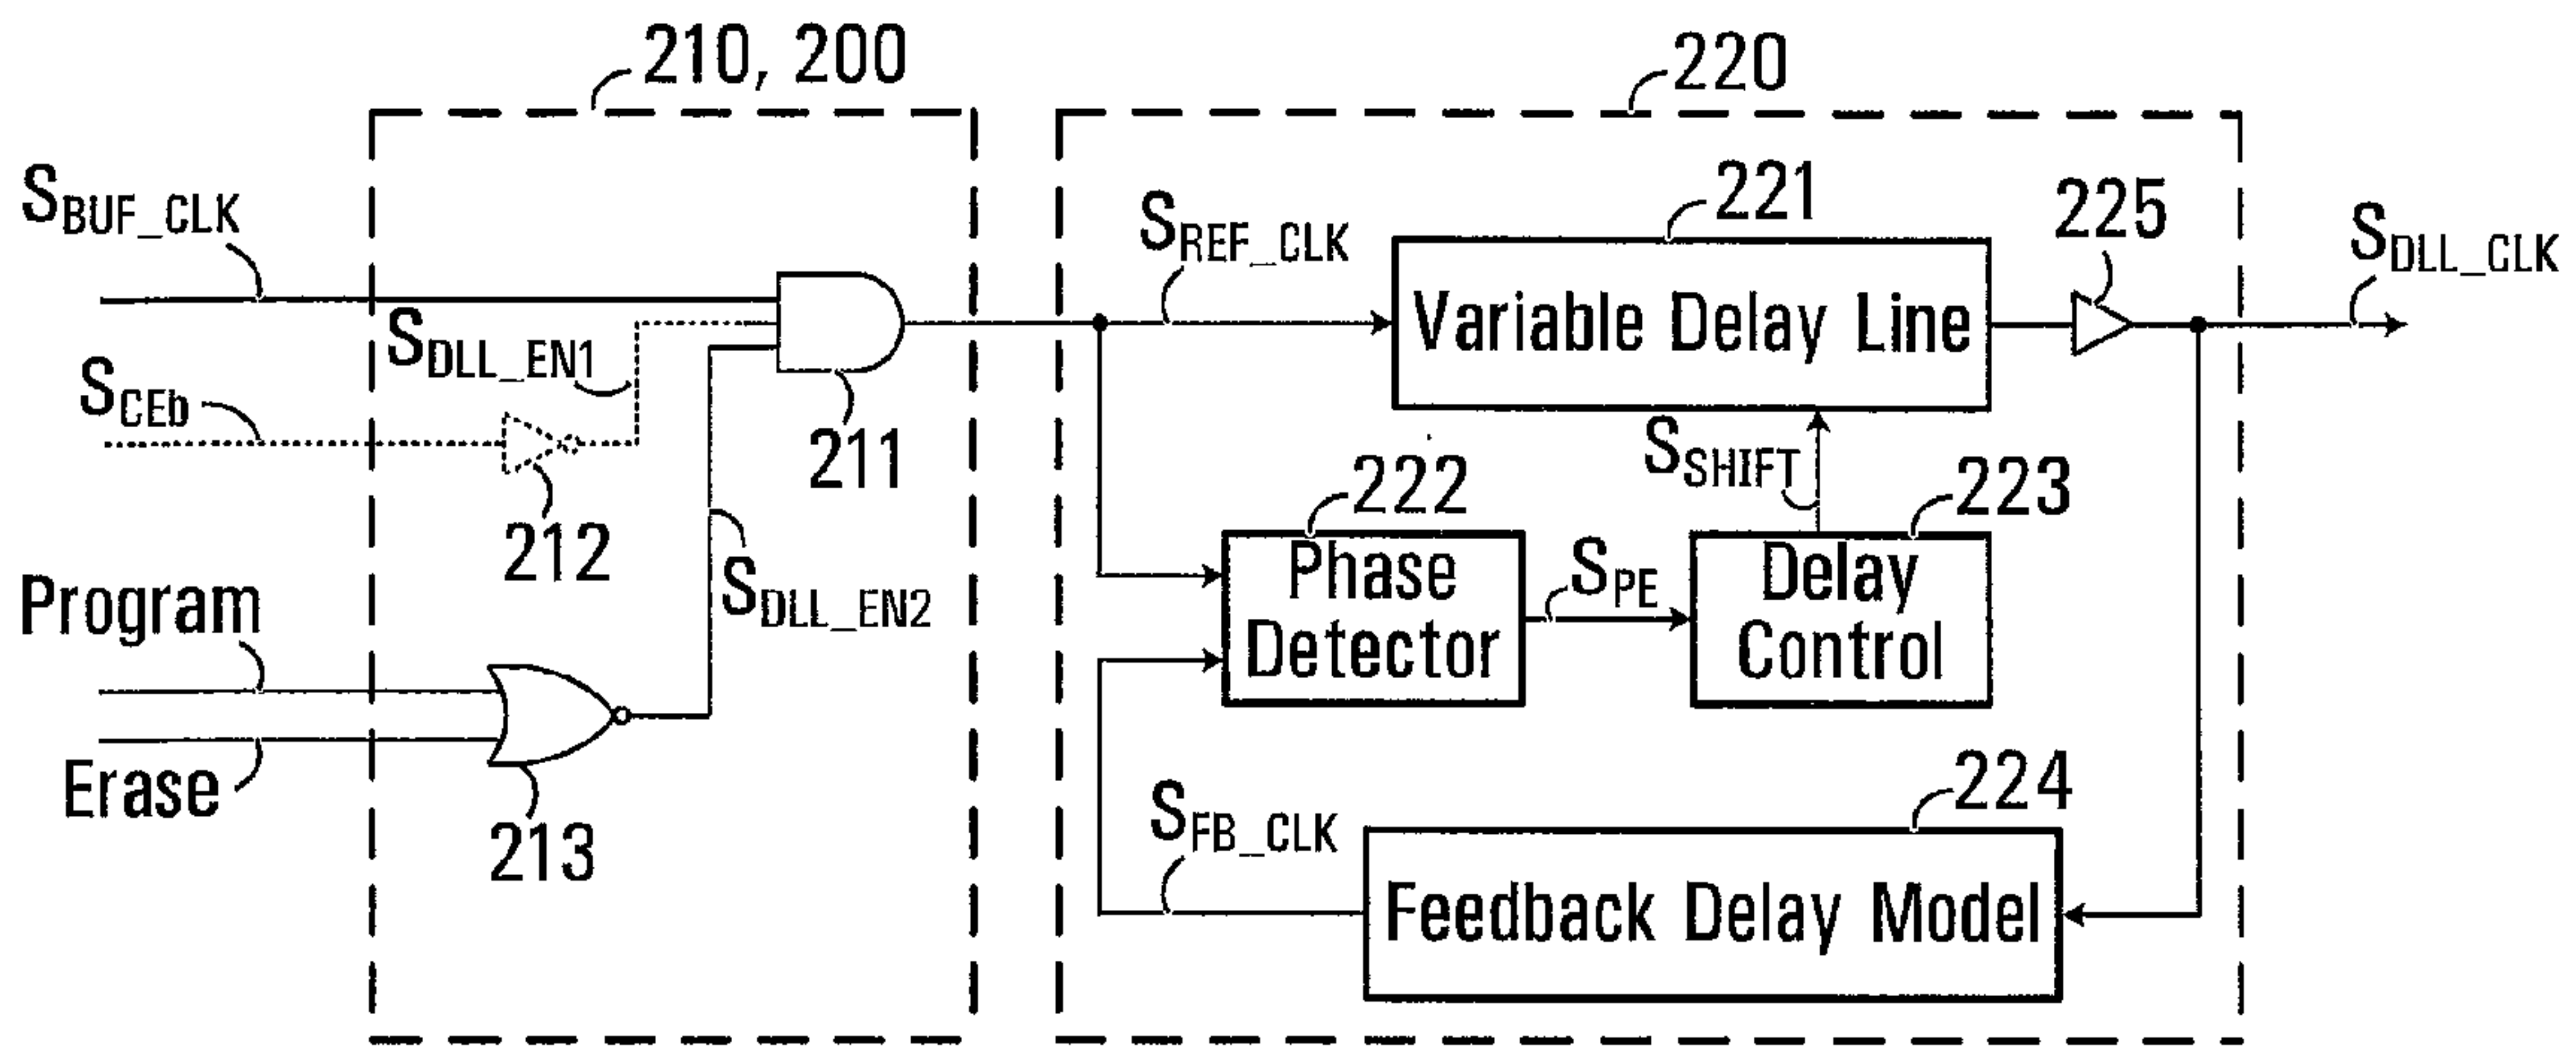 210, 200
220
S_BUF_CLK
S_REF_CLK
221
225
S_DLL_CLK
Variable Delay Line
S_DLL_EN1
S_CEb
211
S_SHIFT
222
223
212
Phase
Detector
S_PE
Delay
Control
S_DLL_EN2
Program
Erase
213
224
S_FB_CLK
Feedback Delay Model